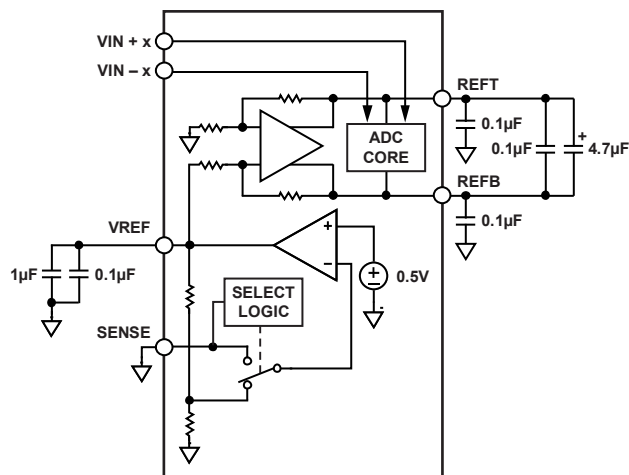 VIN + x
VIN – x
REFT
ADC
CORE
0.1µF
0.1µF
+
4.7µF
REFB
VREF
0.1µF
+
–
1µF
0.1µF
+
–
0.5V
SELECT
LOGIC
SENSE